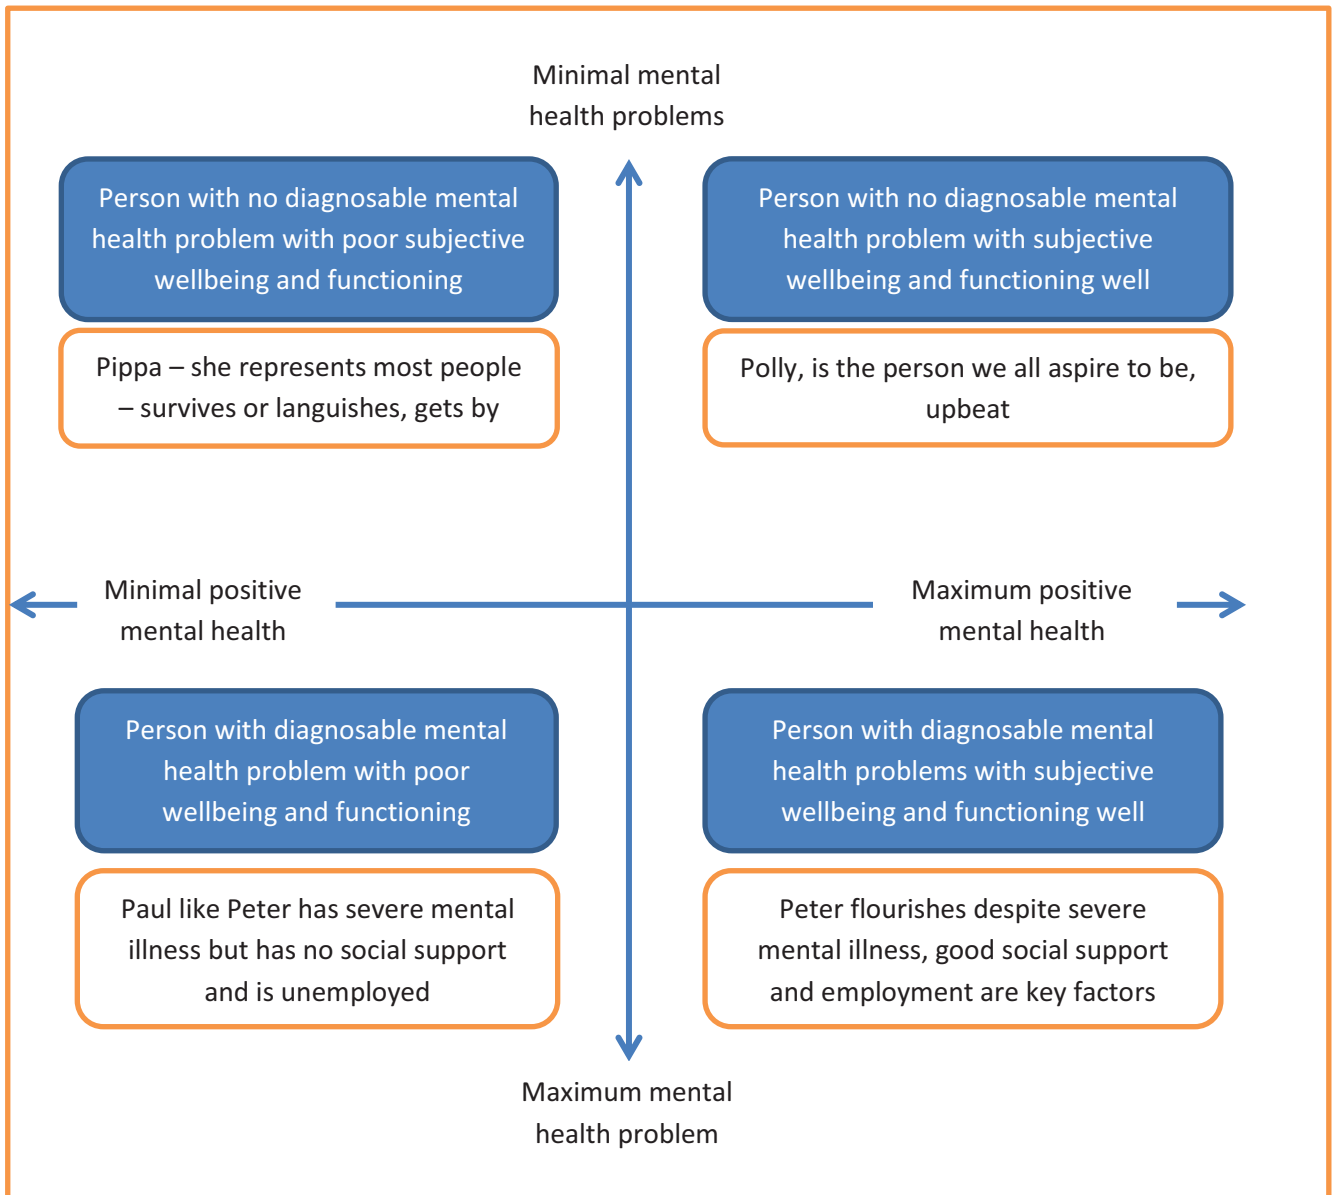 Minimal mental
health problems
Person with no diagnosable mental
health problem with poor subjective
wellbeing and functioning
Pippa – she represents most people
– survives or languishes, gets by
Person with no diagnosable mental
health problem with subjective
wellbeing and functioning well
Polly, is the person we all aspire to be,
upbeat
Minimal positive
mental health
Maximum positive
mental health
Person with diagnosable mental
health problem with poor
wellbeing and functioning
Paul like Peter has severe mental
illness but has no social support
and is unemployed
Person with diagnosable mental
health problems with subjective
wellbeing and functioning well
Peter flourishes despite severe
mental illness, good social support
and employment are key factors
Maximum mental
health problem